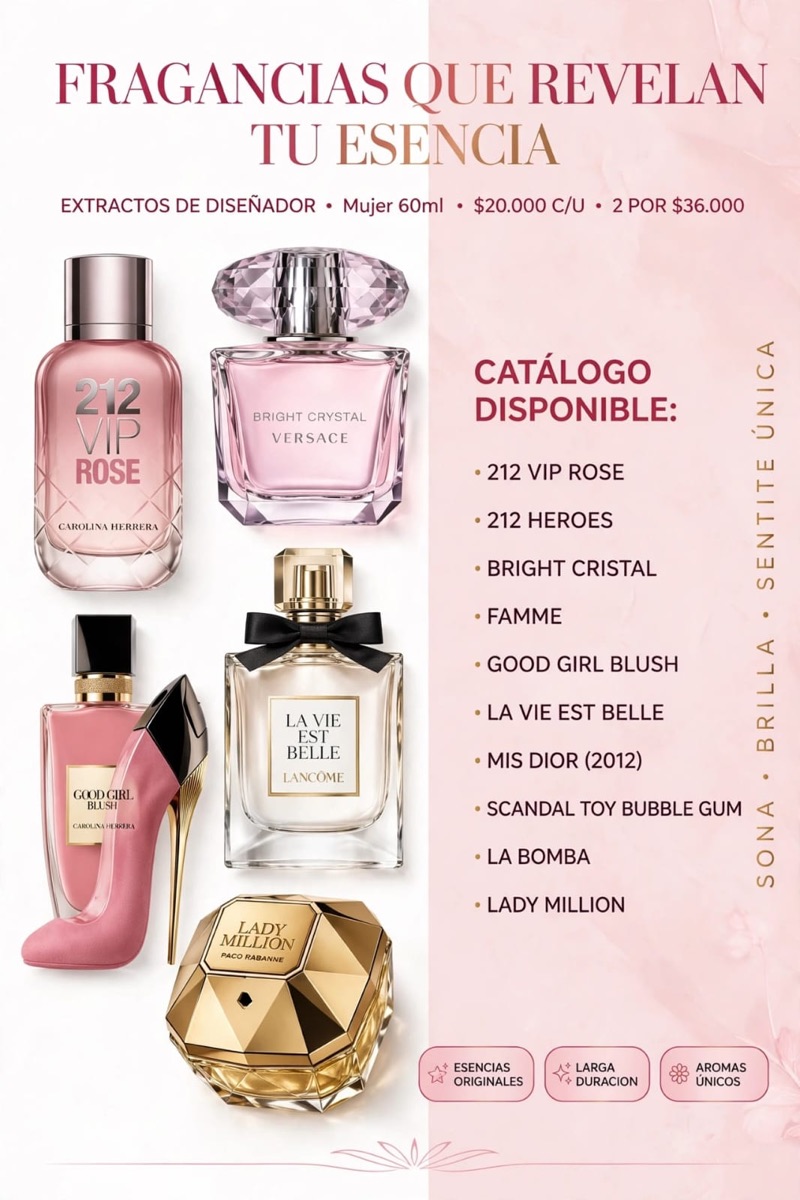 FRAGANCIAS QUE REVELAN
TU ESENCIA
EXTRACTOS DE DISEÑADOR • Mujer 60ml • $20.000 C/U • 2 POR $36.000
212
VIP
ROSE
CAROLINA HERRERA
BRIGHT CRYSTAL
VERSACE
GOOD GIRL
BLUSH
CAROLINA HERRERA
LA VIE
EST
BELLE
LANCÔME
LADY
MILLION
PACO RABANNE
CATÁLOGO
DISPONIBLE:
• 212 VIP ROSE
• 212 HEROES
• BRIGHT CRISTAL
• FAMME
• GOOD GIRL BLUSH
• LA VIE EST BELLE
• MIS DIOR (2012)
• SCANDAL TOY BUBBLE GUM
• LA BOMBA
• LADY MILLION
SONA • BRILLA • SENTITE ÚNICA
ESENCIAS
ORIGINALES
LARGA
DURACION
AROMAS
ÚNICOS